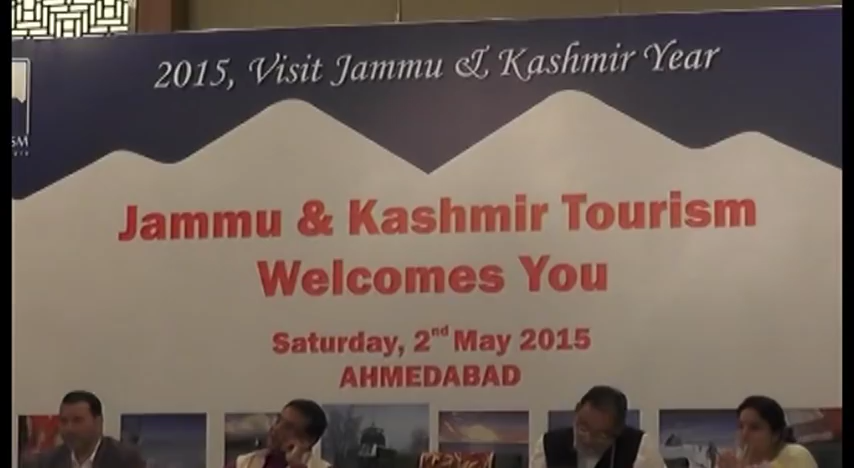 2015, Visit Jammu & Kashmir Year
Jammu & Kashmir Tourism
Welcomes You
Saturday, 2nd May 2015
AHMEDABAD